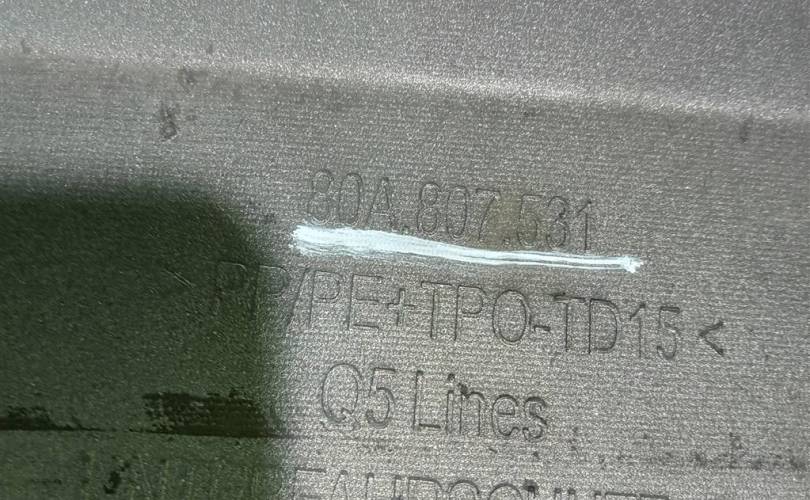 80A.807.531
>PP/PE+TPO-TD15<
Q5 Lines